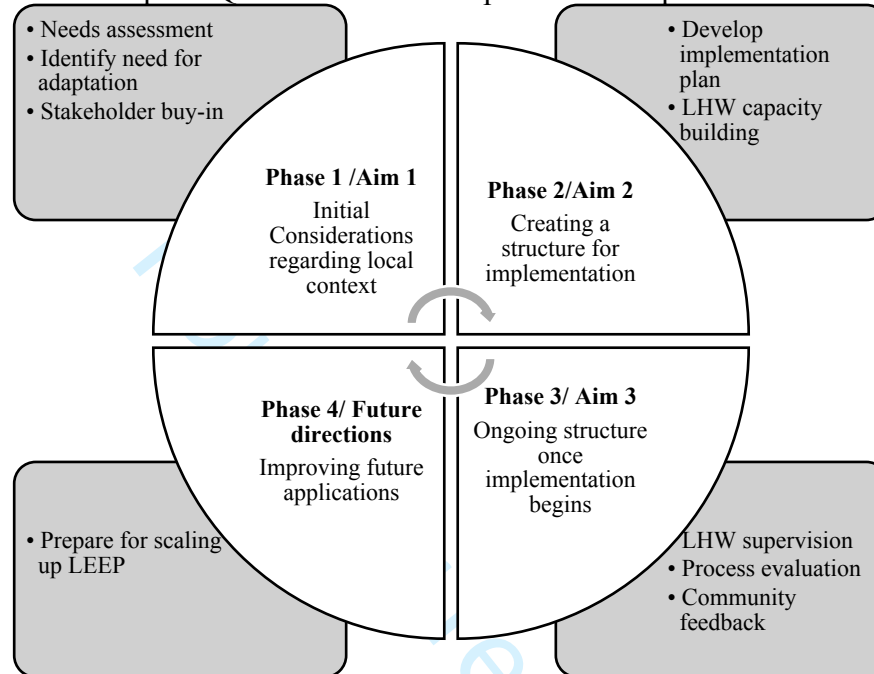 • Needs assessment
• Identify need for
adaptation
• Stakeholder buy-in
• Develop
implementation
plan
• LHW capacity
building
Phase 1 /Aim 1
Initial
Considerations
regarding local
context
Phase 2/Aim 2
Creating a
structure for
implementation
Phase 4/ Future
directions
Improving future
applications
Phase 3/ Aim 3
Ongoing structure
once
implementation
begins
• Prepare for scaling
up LEEP
LHW supervision
• Process evaluation
• Community
feedback